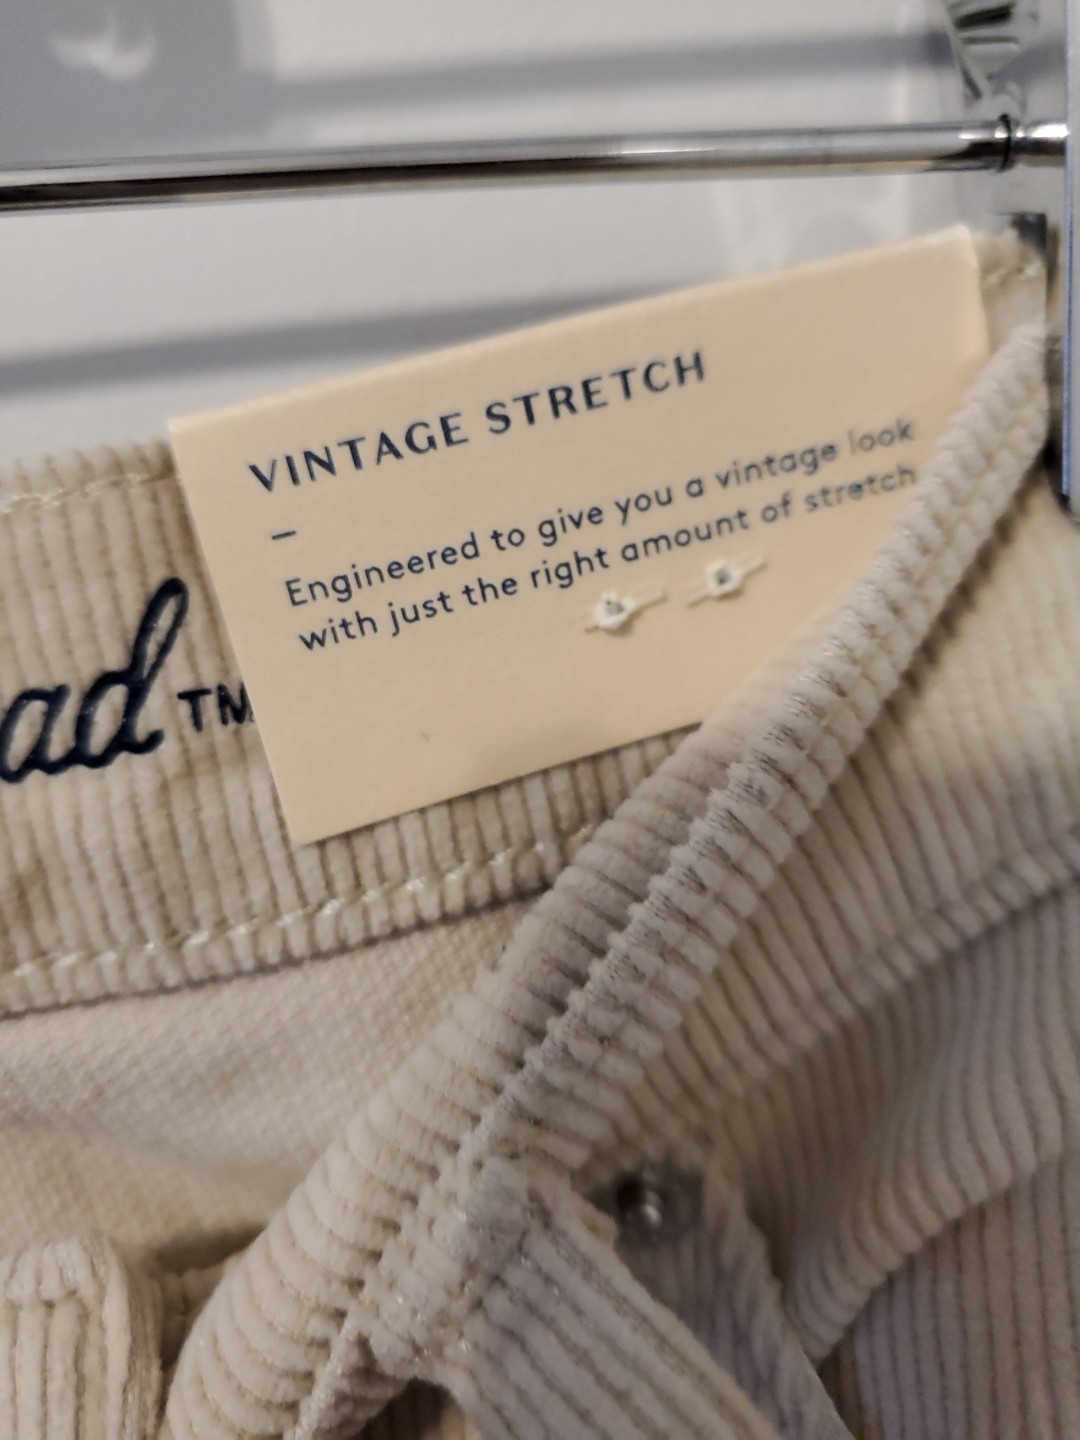 VINTAGE STRETCH
–
Engineered to give you a vintage look
with just the right amount of stretch
ad TM